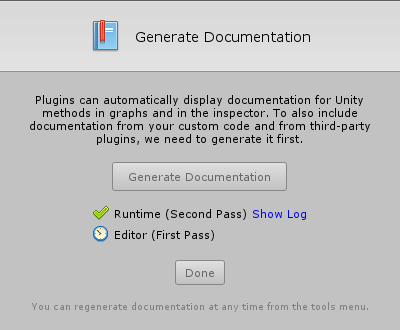 Generate Documentation
Plugins can automatically display documentation for Unity
methods in graphs and in the inspector. To also include
documentation from your custom code and from third-party
plugins, we need to generate it first.
Generate Documentation
Runtime (Second Pass) Show Log
Editor (First Pass)
Done
You can regenerate documentation at any time from the tools menu.